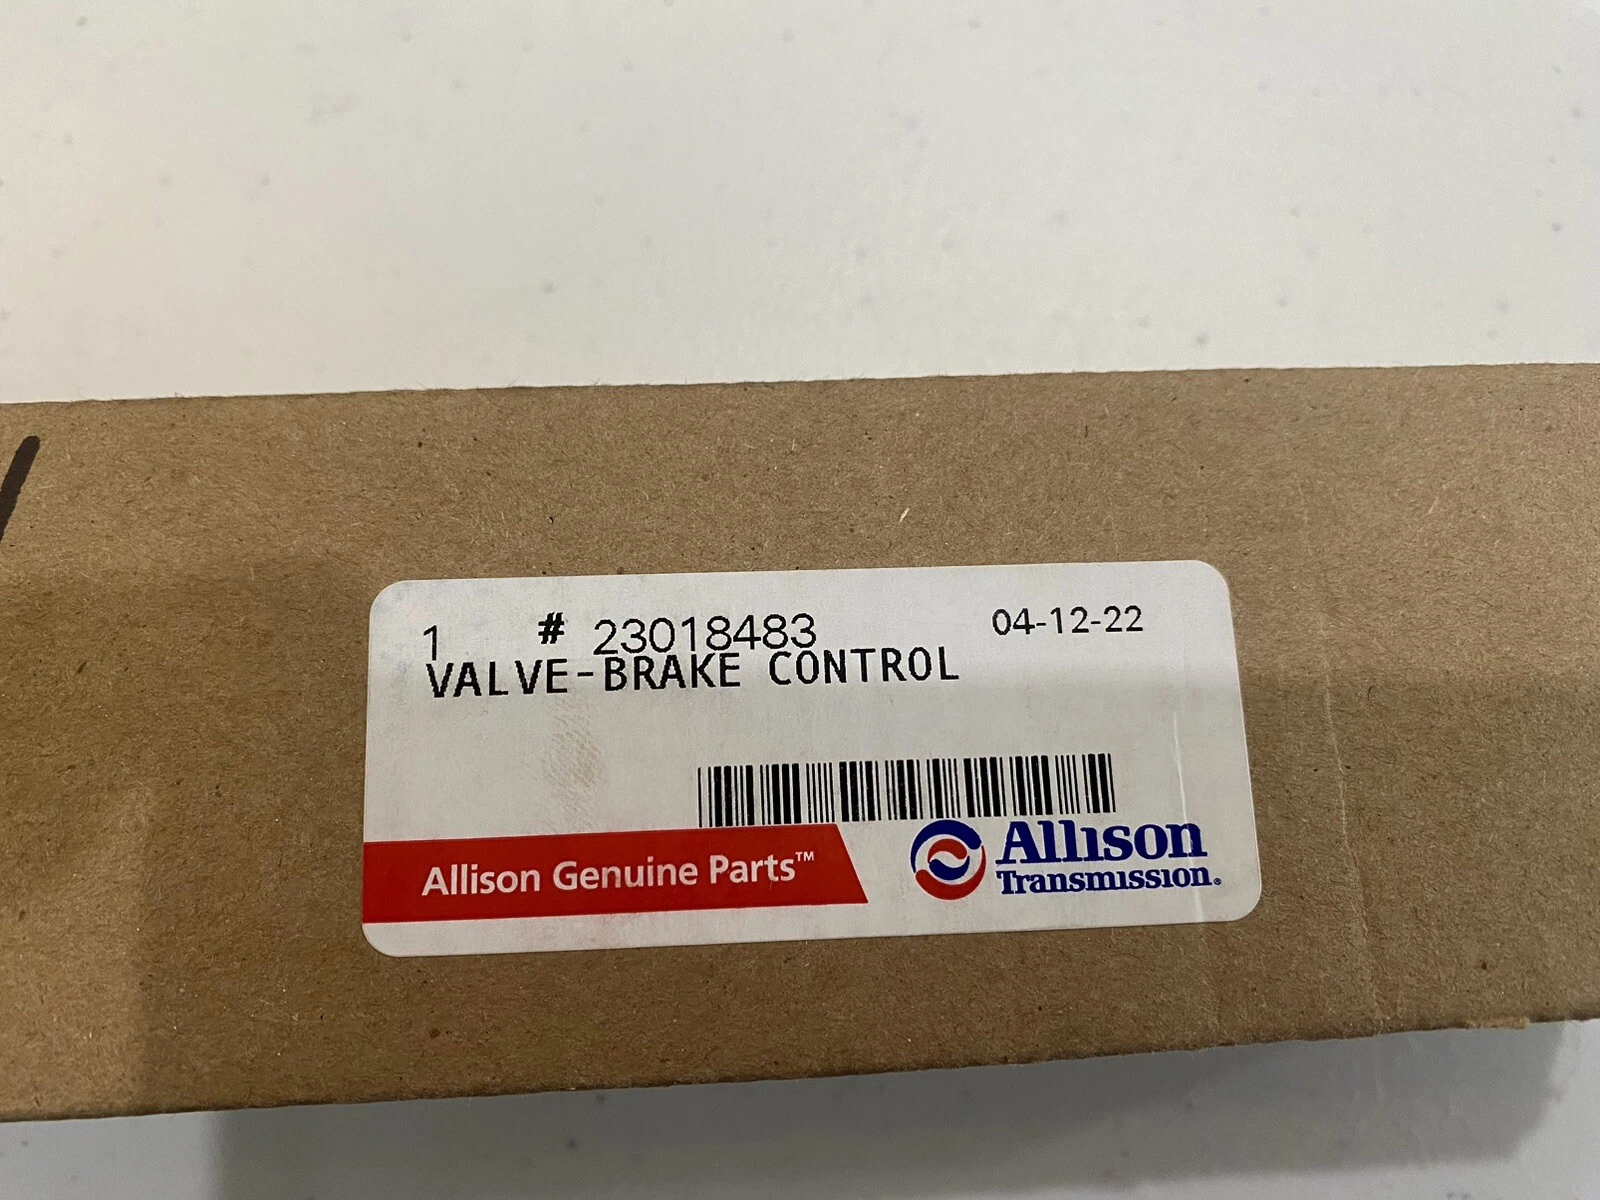 1 # 23018483 04-12-22
VALVE-BRAKE CONTROL
Allison Genuine Parts™
Allison
Transmission®